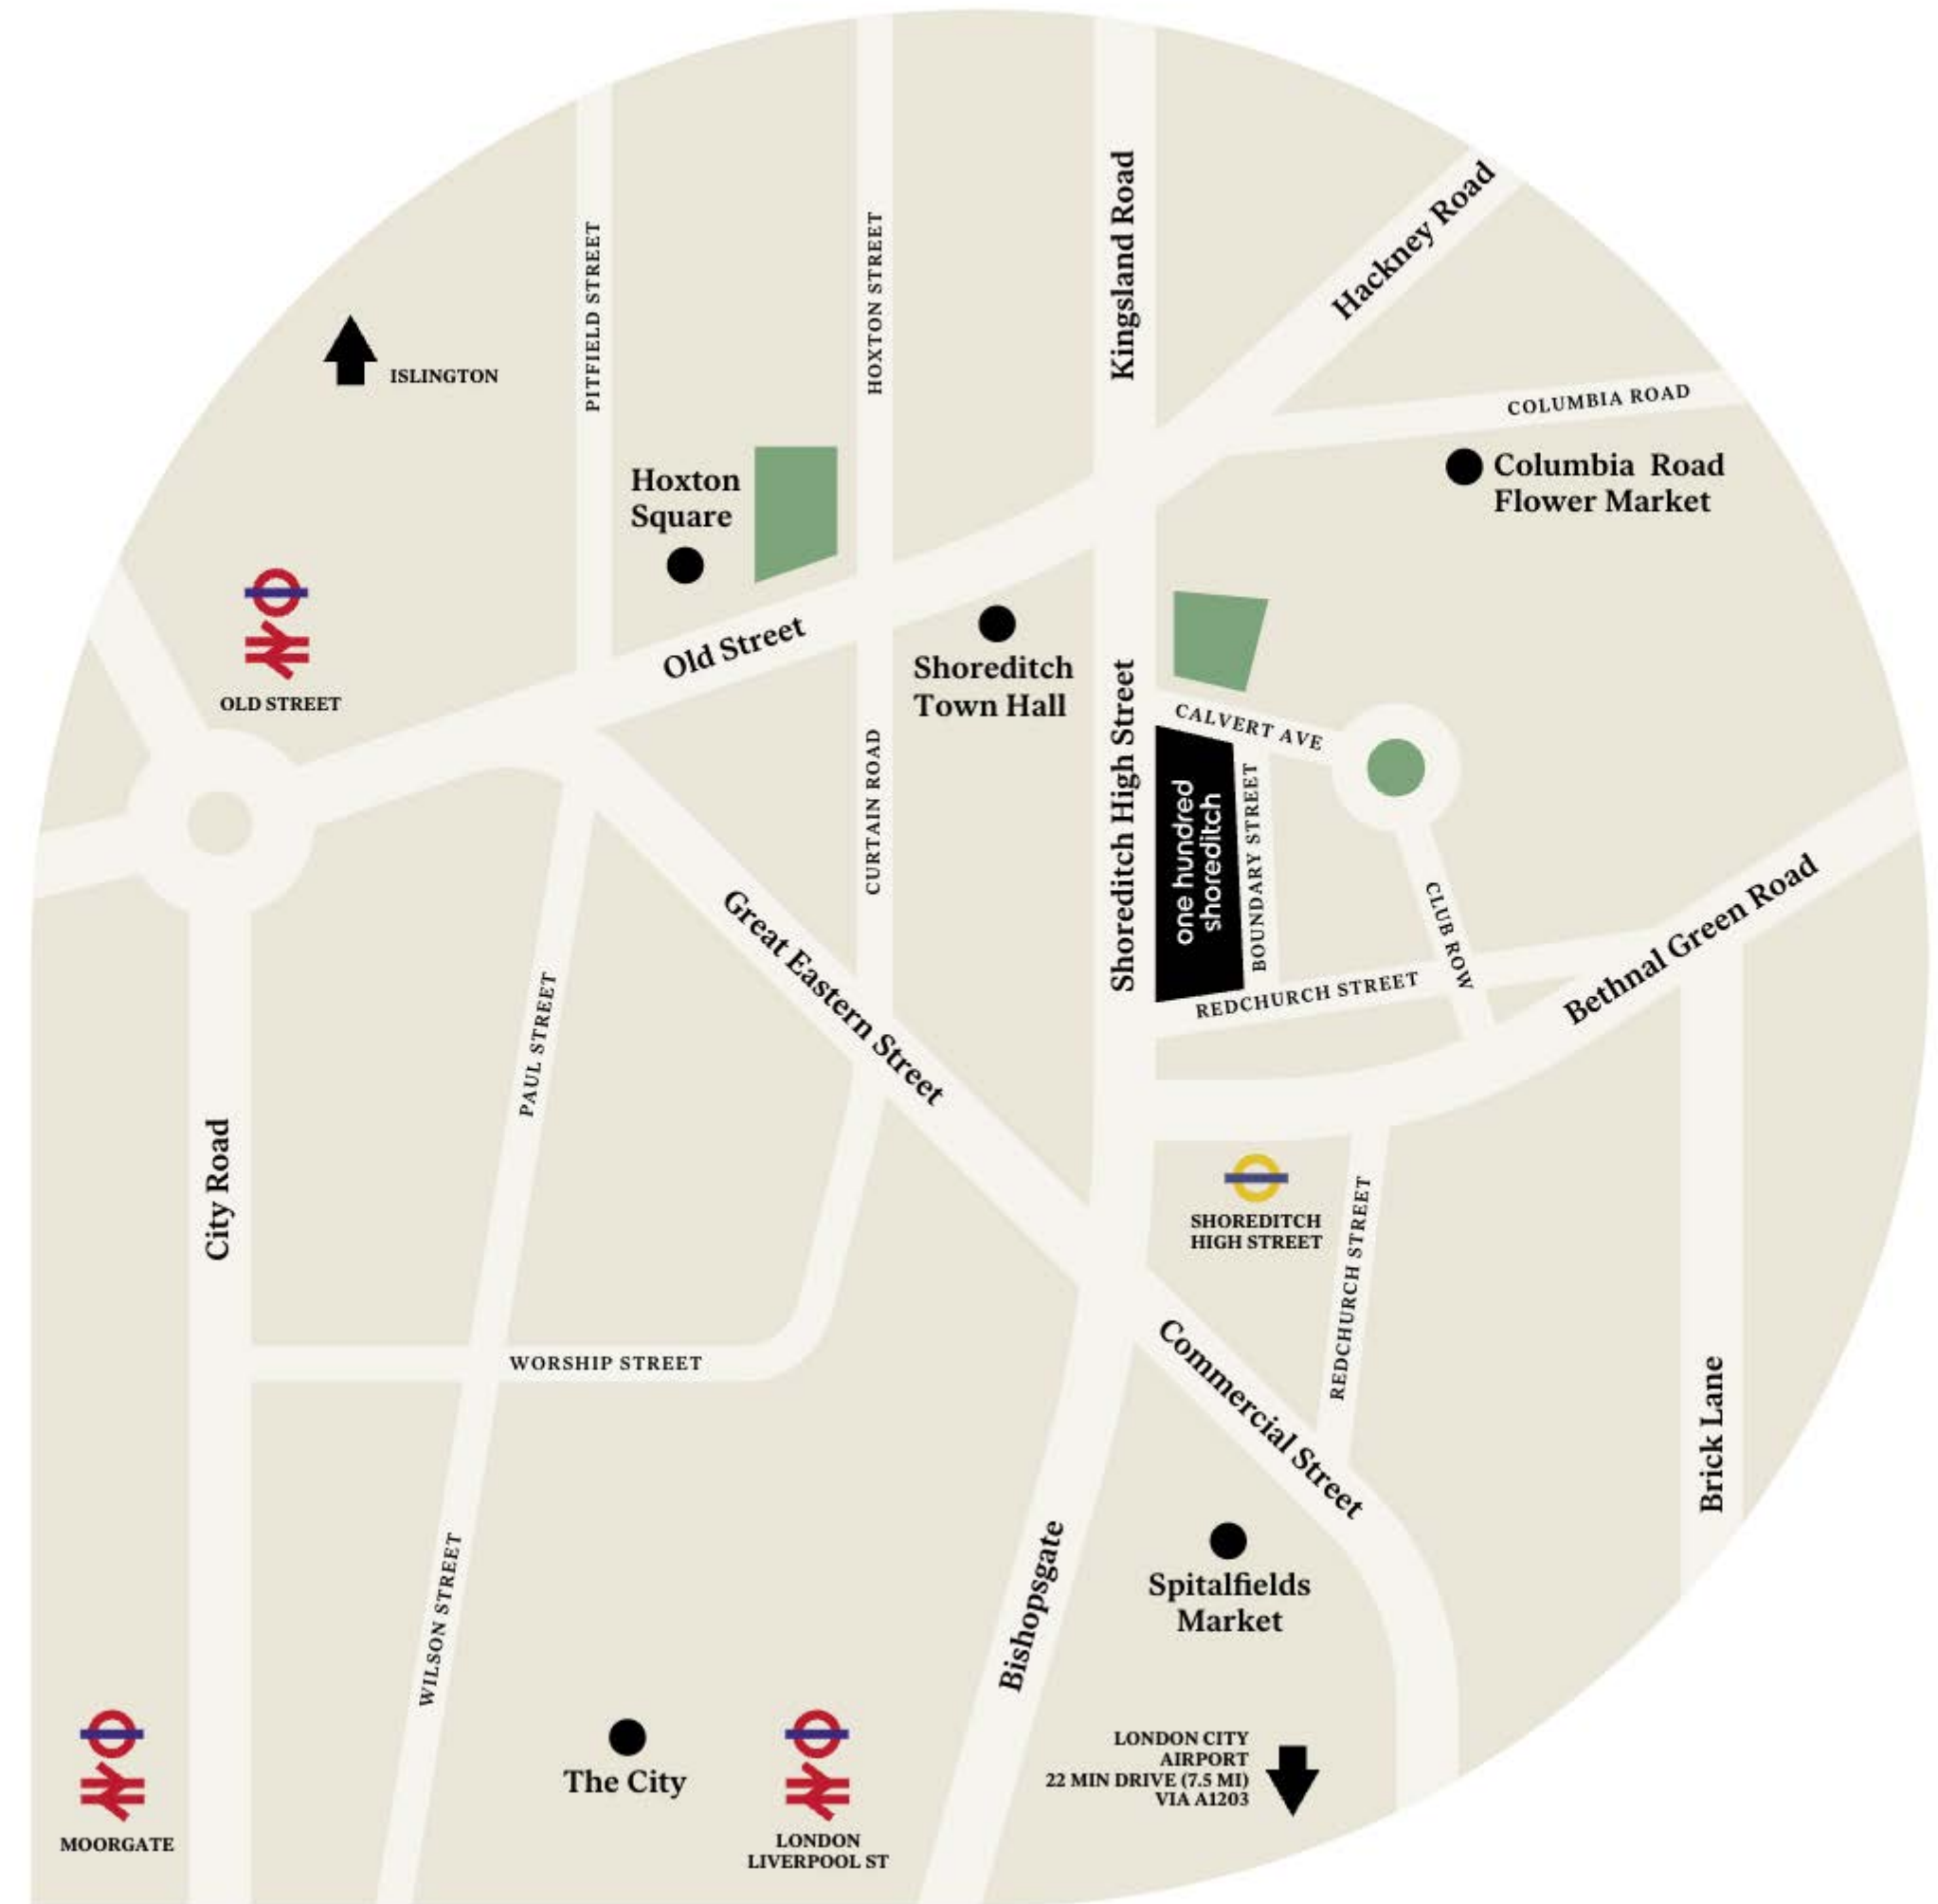 PITFIELD STREET
HOXTON STREET
Kingsland Road
Hackney Road
ISLINGTON
COLUMBIA ROAD
Columbia Road
Flower Market
Hoxton
Square
OLD STREET
Old Street
Shoreditch
Town Hall
Shoreditch High Street
CALVERT AVE
one hundred
shoreditch
BOUNDARY STREET
CURTAIN ROAD
CLUB ROW
Bethnal Green Road
REDCHURCH STREET
Great Eastern Street
PAUL STREET
City Road
SHOREDITCH
HIGH STREET
REDCHURCH STREET
WORSHIP STREET
Commercial Street
Brick Lane
WILSON STREET
Bishopsgate
Spitalfields
Market
The City
LONDON CITY
AIRPORT
22 MIN DRIVE (7.5 MI)
VIA A1203
MOORGATE
LONDON
LIVERPOOL ST